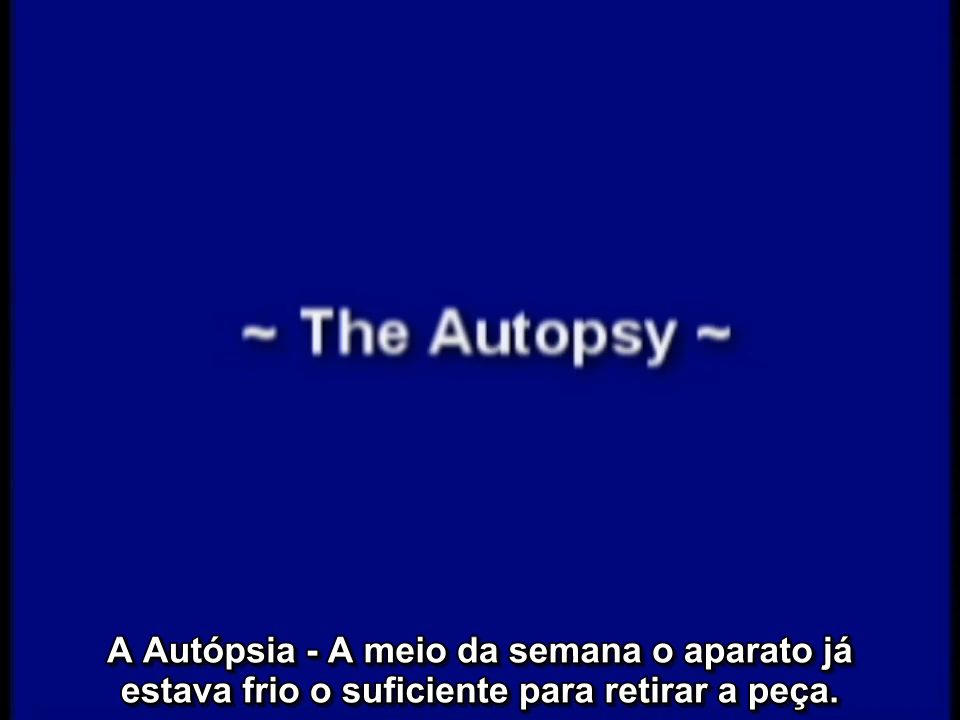 ~ The Autopsy ~
A Autópsia - A meio da semana o aparato já
estava frio o suficiente para retirar a peça.